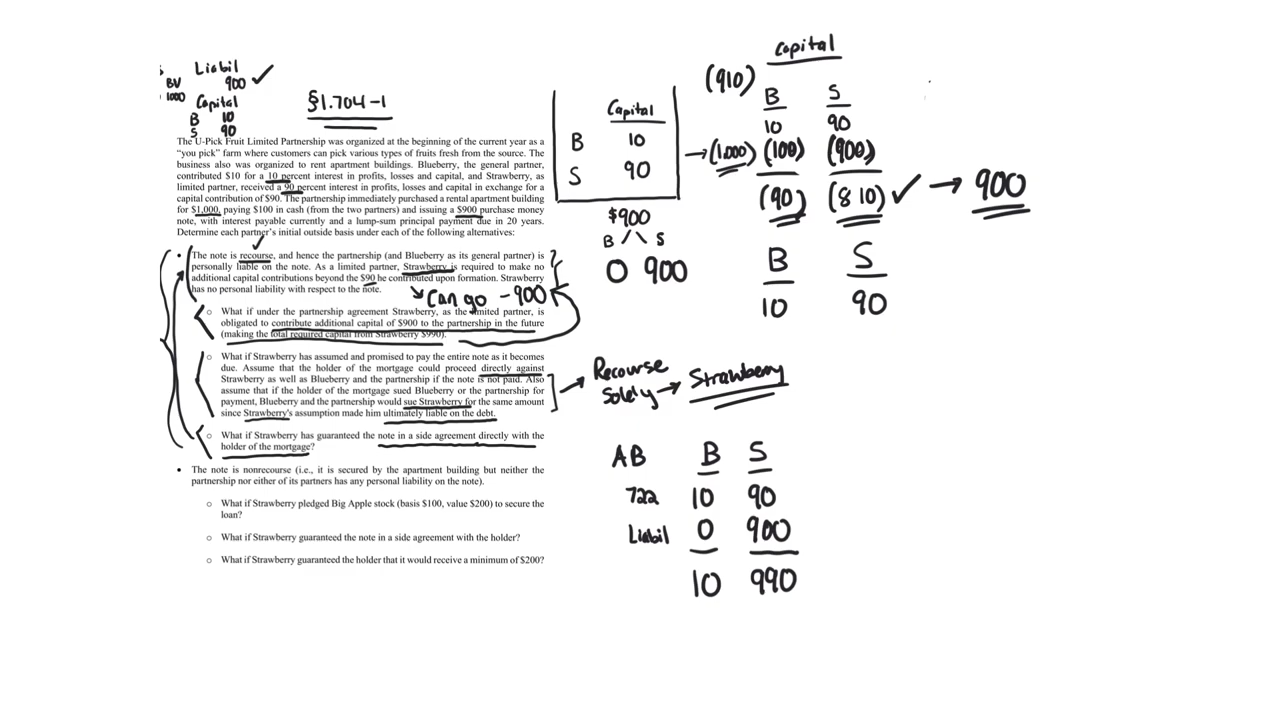 Liabil
BV 900 ✓
1000 Capital
B 10
S 90
§1.704-1
The U-Pick Fruit Limited Partnership was organized at the beginning of the current year as a
“you pick” farm where customers can pick various types of fruits fresh from the source. The
business also was organized to rent apartment buildings. Blueberry, the general partner,
contributed $10 for a 10 percent interest in profits, losses and capital, and Strawberry, as
limited partner, received a 90 percent interest in profits, losses and capital in exchange for a
capital contribution of $90. The partnership immediately purchased a rental apartment building
for $1,000, paying $100 in cash (from the two partners) and issuing a $900 purchase money
note, with interest payable currently and a lump-sum principal payment due in 20 years.
Determine each partner’s initial outside basis under each of the following alternatives:
• The note is recourse, and hence the partnership (and Blueberry as its general partner) is
personally liable on the note. As a limited partner, Strawberry is required to make no
additional capital contributions beyond the $90 he contributed upon formation. Strawberry
has no personal liability with respect to the note.
↘ Can go -900
○ What if under the partnership agreement Strawberry, as the limited partner, is
obligated to contribute additional capital of $900 to the partnership in the future
(making the total required capital from Strawberry $990).
○ What if Strawberry has assumed and promised to pay the entire note as it becomes
due. Assume that the holder of the mortgage could proceed directly against
Strawberry as well as Blueberry and the partnership if the note is not paid. Also
assume that if the holder of the mortgage sued Blueberry or the partnership for
payment, Blueberry and the partnership would sue Strawberry for the same amount
since Strawberry’s assumption made him ultimately liable on the debt.
○ What if Strawberry has guaranteed the note in a side agreement directly with the
holder of the mortgage?
• The note is nonrecourse (i.e., it is secured by the apartment building but neither the
partnership nor either of its partners has any personal liability on the note).
○ What if Strawberry pledged Big Apple stock (basis $100, value $200) to secure the
loan?
○ What if Strawberry guaranteed the note in a side agreement with the holder?
○ What if Strawberry guaranteed the holder that it would receive a minimum of $200?
Capital
B 10
S 90
$900
B S
0 900
Capital
(910) B S
10 90
→ (1,000) (100) (900)
(90) (810) ✓ → 900
B S
10 90
→ Recourse
Solely → Strawberry
AB B S
722 10 90
Liabil 0 900
10 990